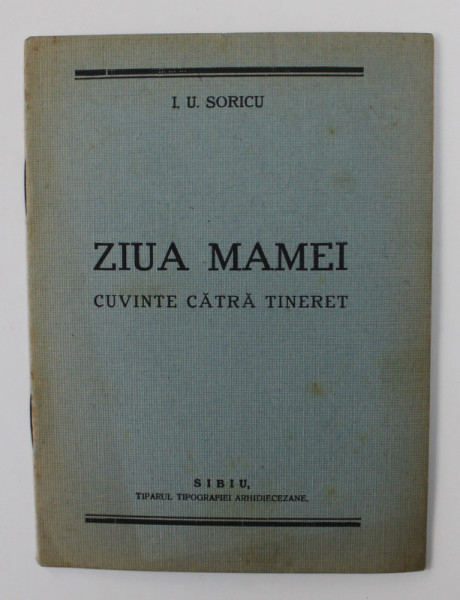 I. U. SORICU
ZIUA MAMEI
CUVINTE CĂTRĂ TINERET
SIBIU,
TIPARUL TIPOGRAFIEI ARHIDIECEZANE.